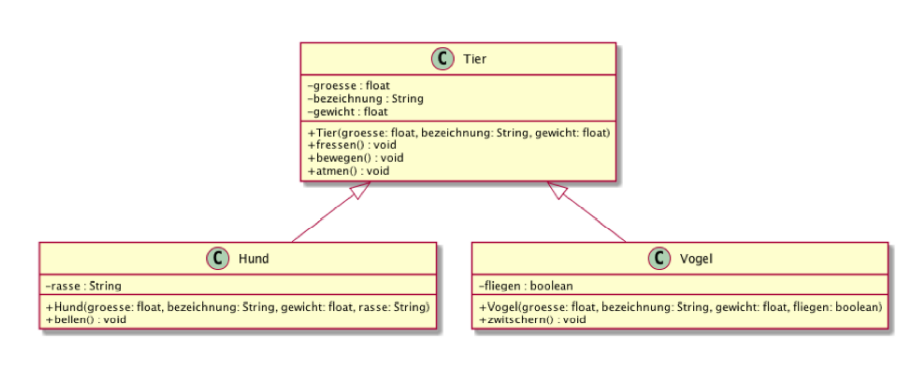 C Tier
-groesse : float
-bezeichnung : String
-gewicht : float
+Tier(groesse: float, bezeichnung: String, gewicht: float)
+fressen() : void
+bewegen() : void
+atmen() : void
C Hund
-rasse : String
+Hund(groesse: float, bezeichnung: String, gewicht: float, rasse: String)
+bellen() : void
C Vogel
-fliegen : boolean
+Vogel(groesse: float, bezeichnung: String, gewicht: float, fliegen: boolean)
+zwitschern() : void